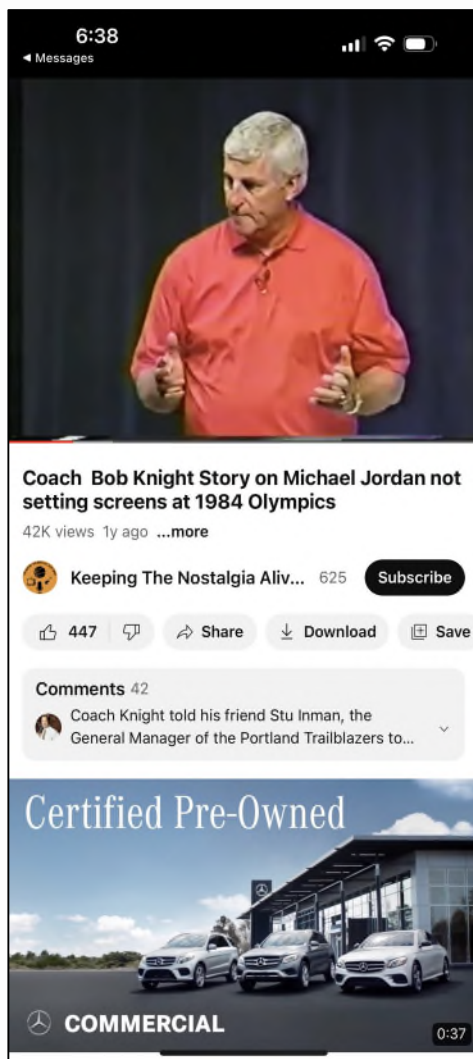 6:38
◀ Messages
Coach Bob Knight Story on Michael Jordan not
setting screens at 1984 Olympics
42K views 1y ago ...more
Keeping The Nostalgia Aliv... 625 Subscribe
447 Share Download Save
Comments 42
Coach Knight told his friend Stu Inman, the
General Manager of the Portland Trailblazers to...
Certified Pre-Owned
COMMERCIAL
0:37